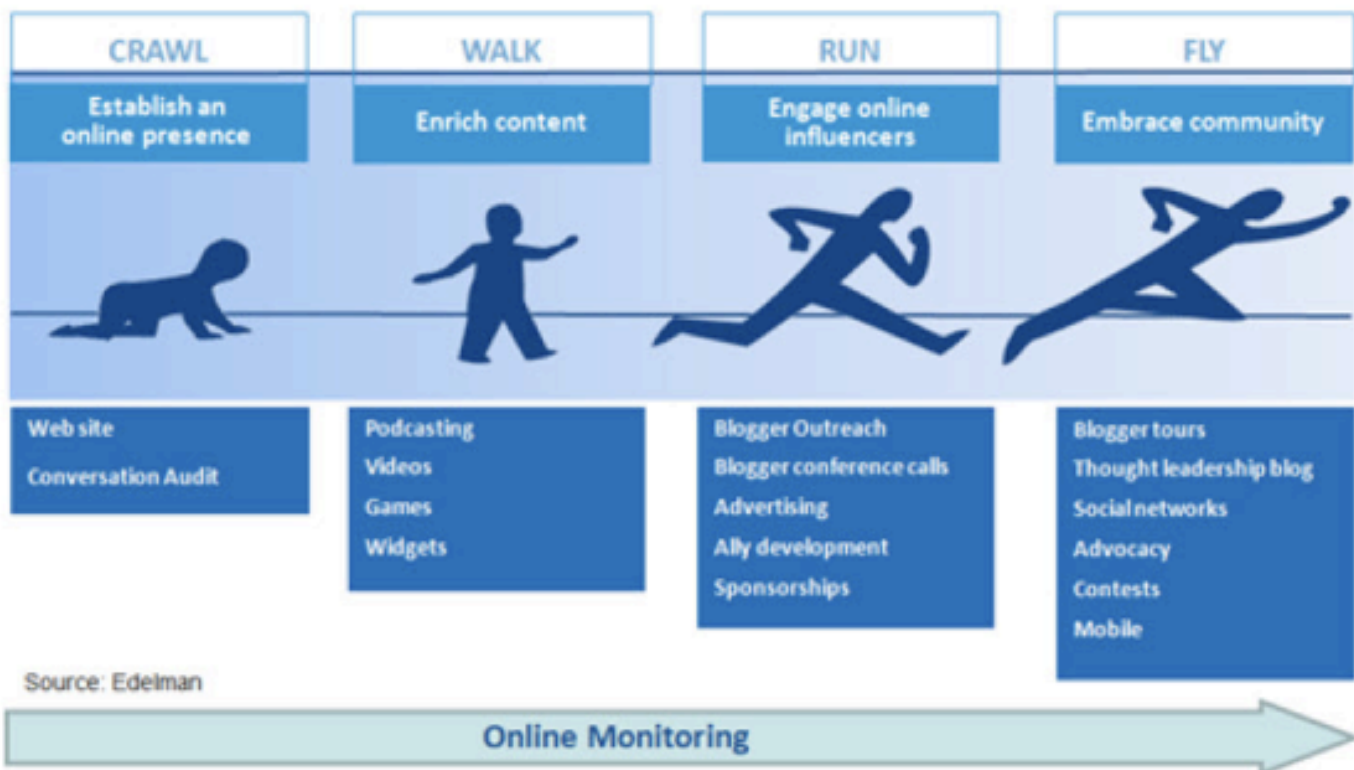 CRAWL
WALK
RUN
FLY
Establish an
online presence
Enrich content
Engage online
influencers
Embrace community
Web site
Conversation Audit
Podcasting
Videos
Games
Widgets
Blogger Outreach
Blogger conference calls
Advertising
Ally development
Sponsorships
Blogger tours
Thought leadership blog
Social networks
Advocacy
Contests
Mobile
Source: Edelman
Online Monitoring